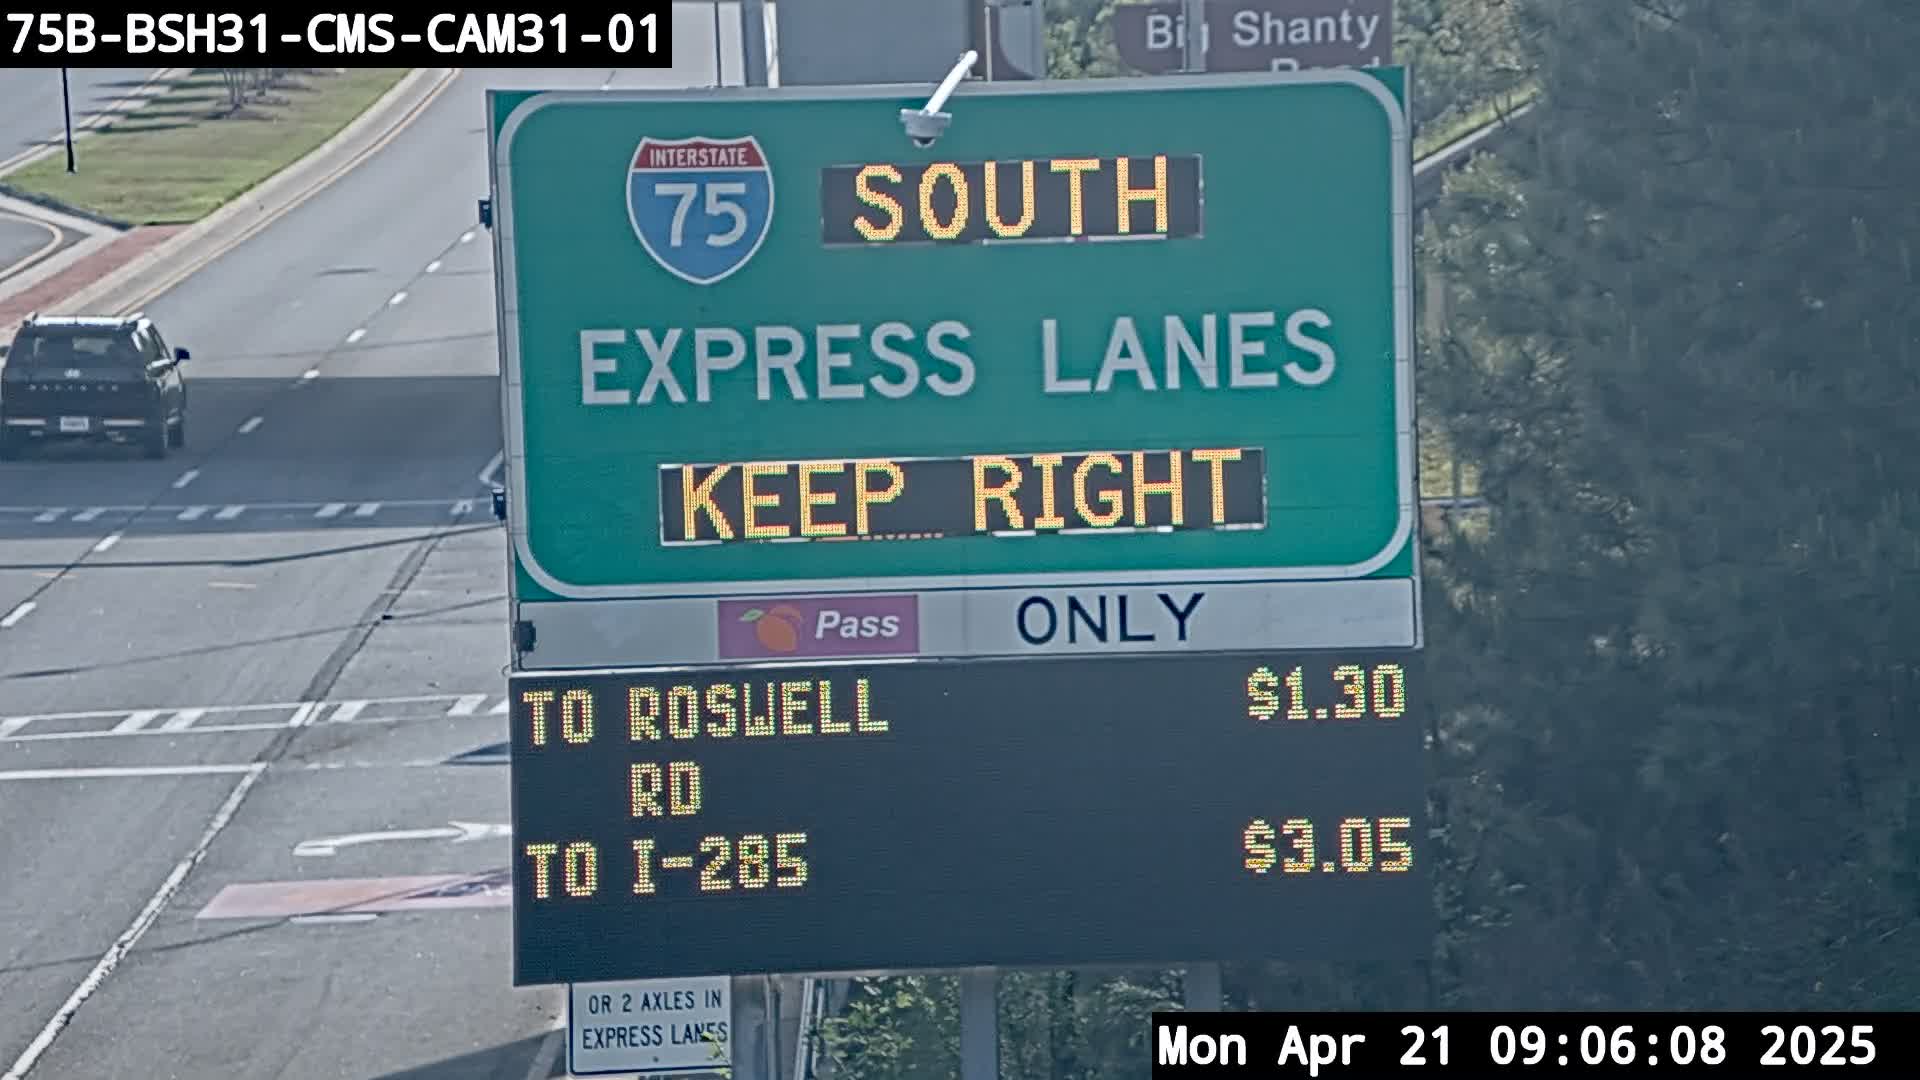 75B-BSH31-CMS-CAM31-01
Big Shanty
Road
INTERSTATE
75
SOUTH
EXPRESS LANES
KEEP RIGHT
Pass
ONLY
TO ROSWELL $1.30
RD
TO I-285 $3.05
OR 2 AXLES IN
EXPRESS LANES
Mon Apr 21 09:06:08 2025